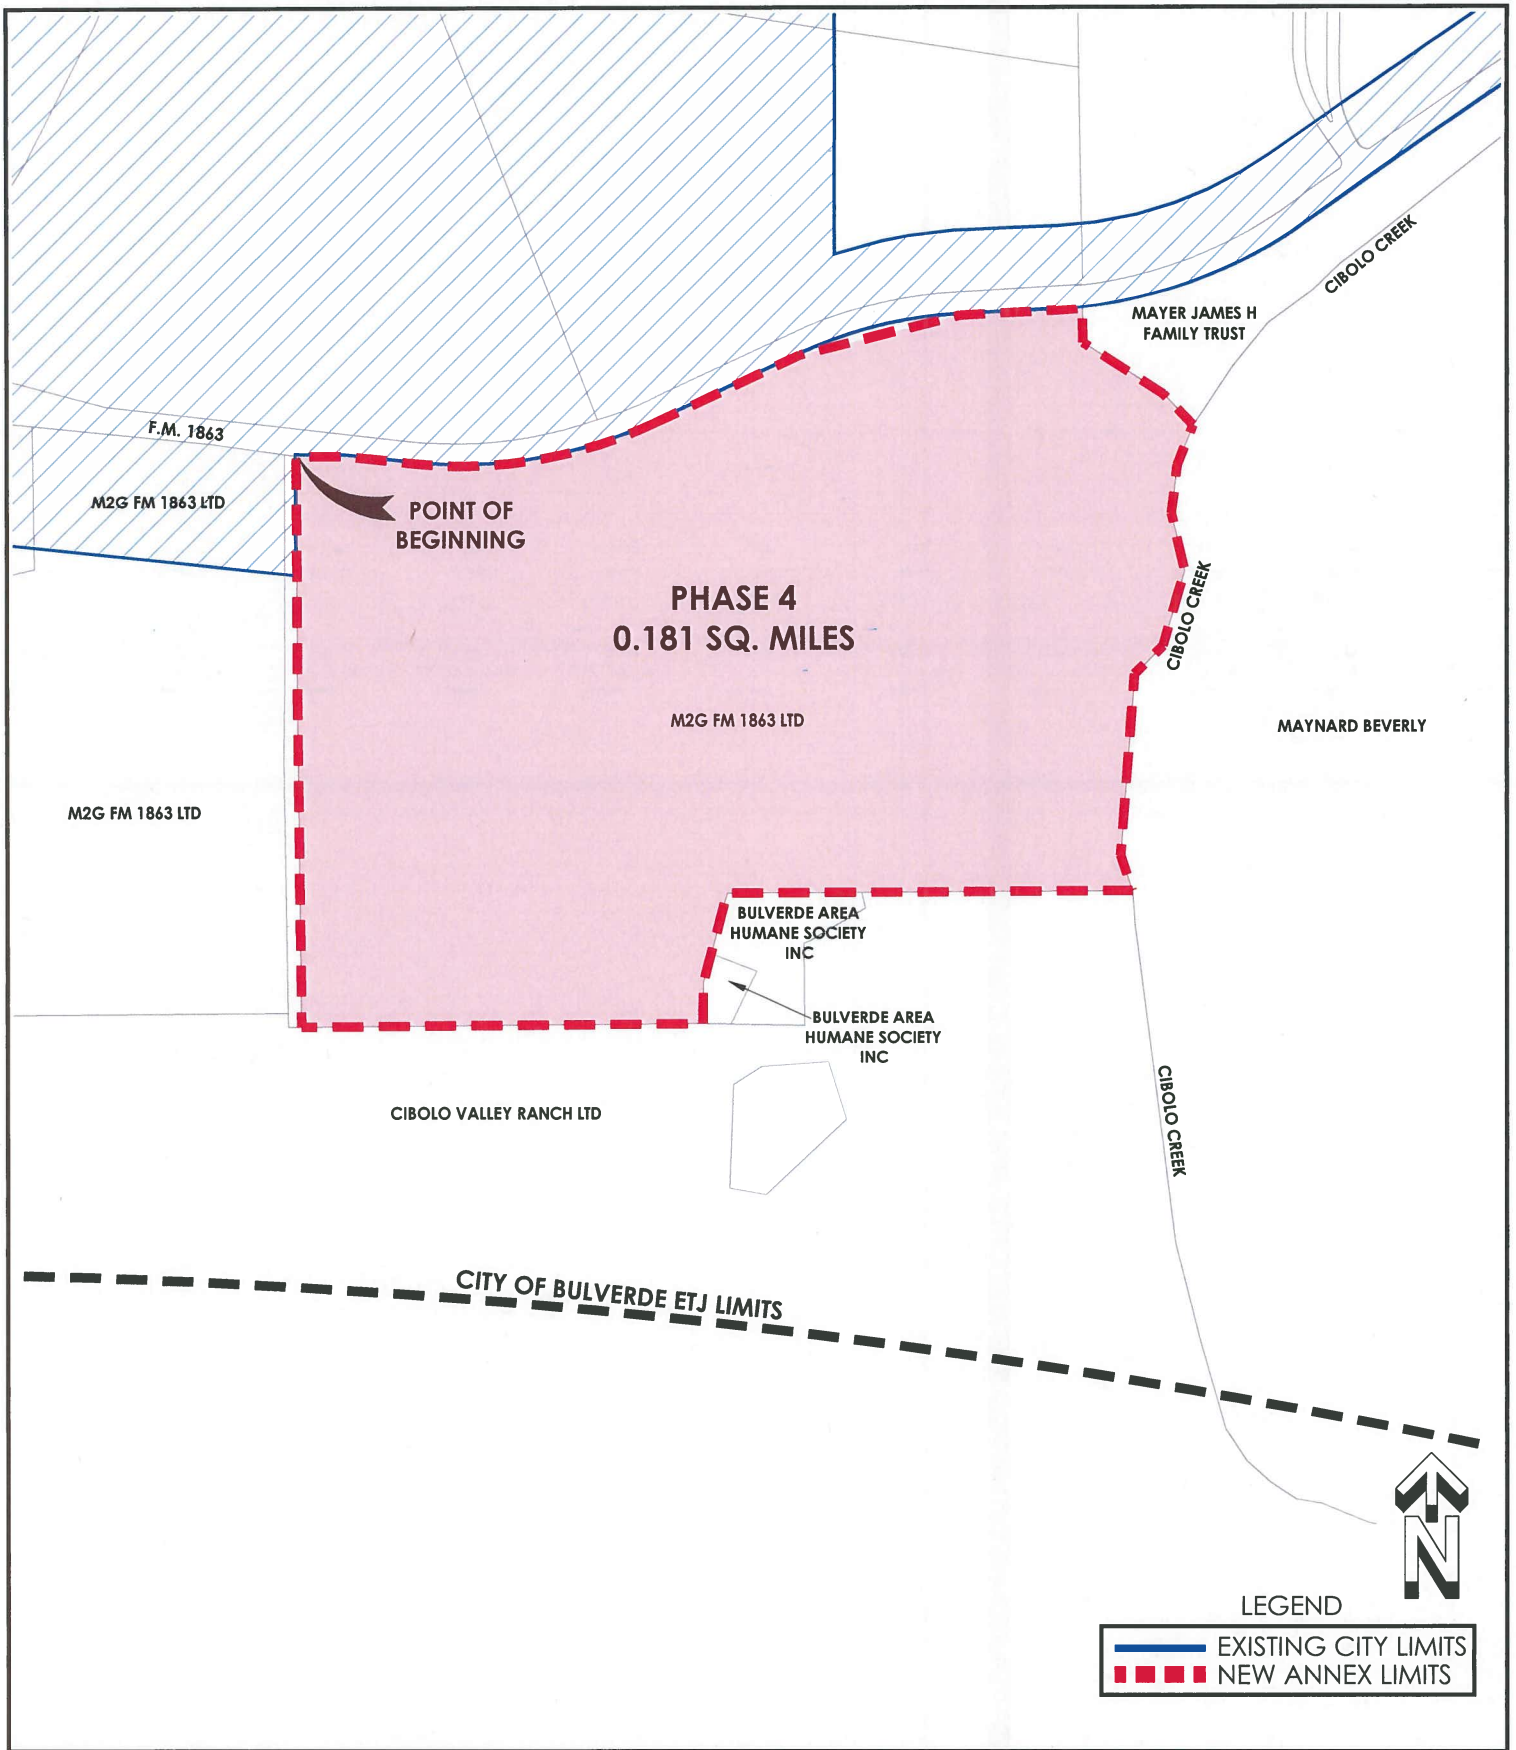 CIBOLO CREEK
MAYER JAMES H
FAMILY TRUST
F.M. 1863
M2G FM 1863 LTD
POINT OF
BEGINNING
PHASE 4
0.181 SQ. MILES
CIBOLO CREEK
M2G FM 1863 LTD
MAYNARD BEVERLY
M2G FM 1863 LTD
BULVERDE AREA
HUMANE SOCIETY
INC
BULVERDE AREA
HUMANE SOCIETY
INC
CIBOLO VALLEY RANCH LTD
CIBOLO CREEK
CITY OF BULVERDE ETJ LIMITS
N
LEGEND
EXISTING CITY LIMITS
NEW ANNEX LIMITS